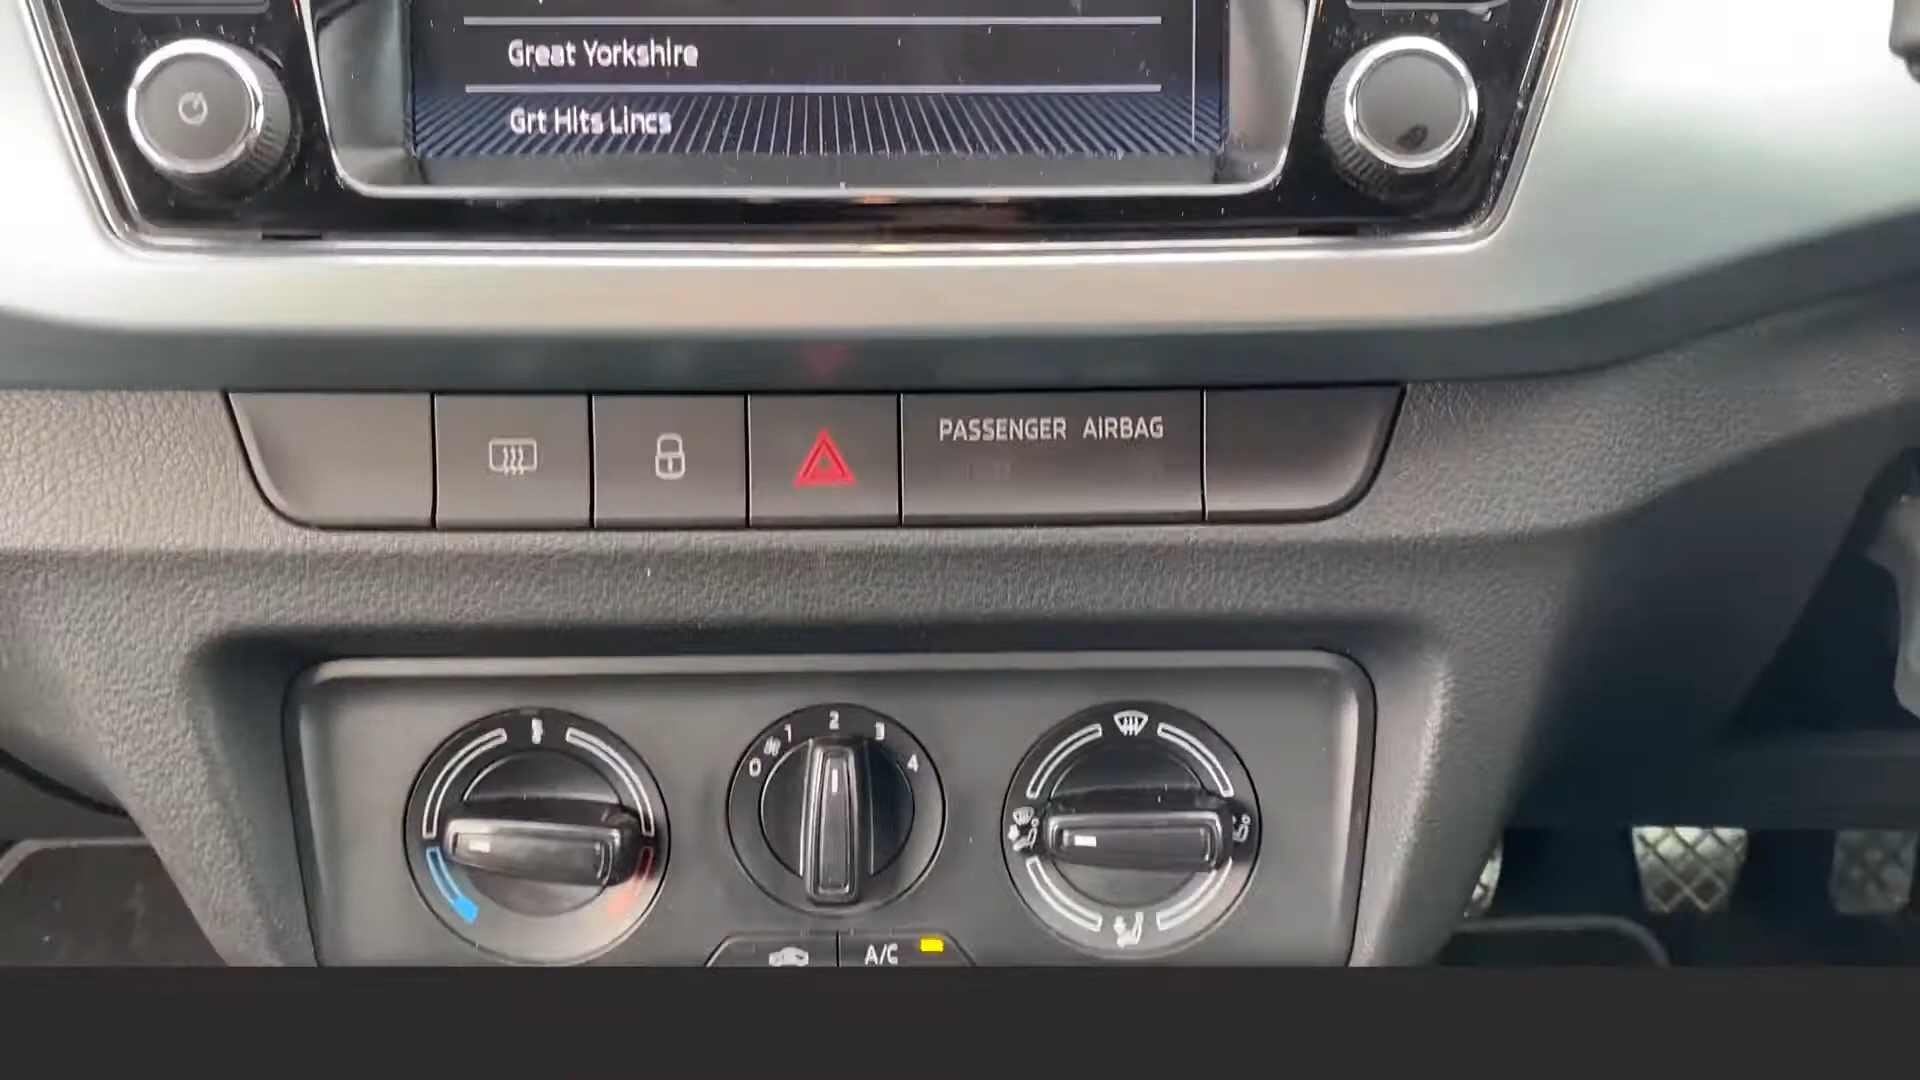 Great Yorkshire
Grt Hits Lincs
PASSENGER AIRBAG
0 1 2 3 4
A/C